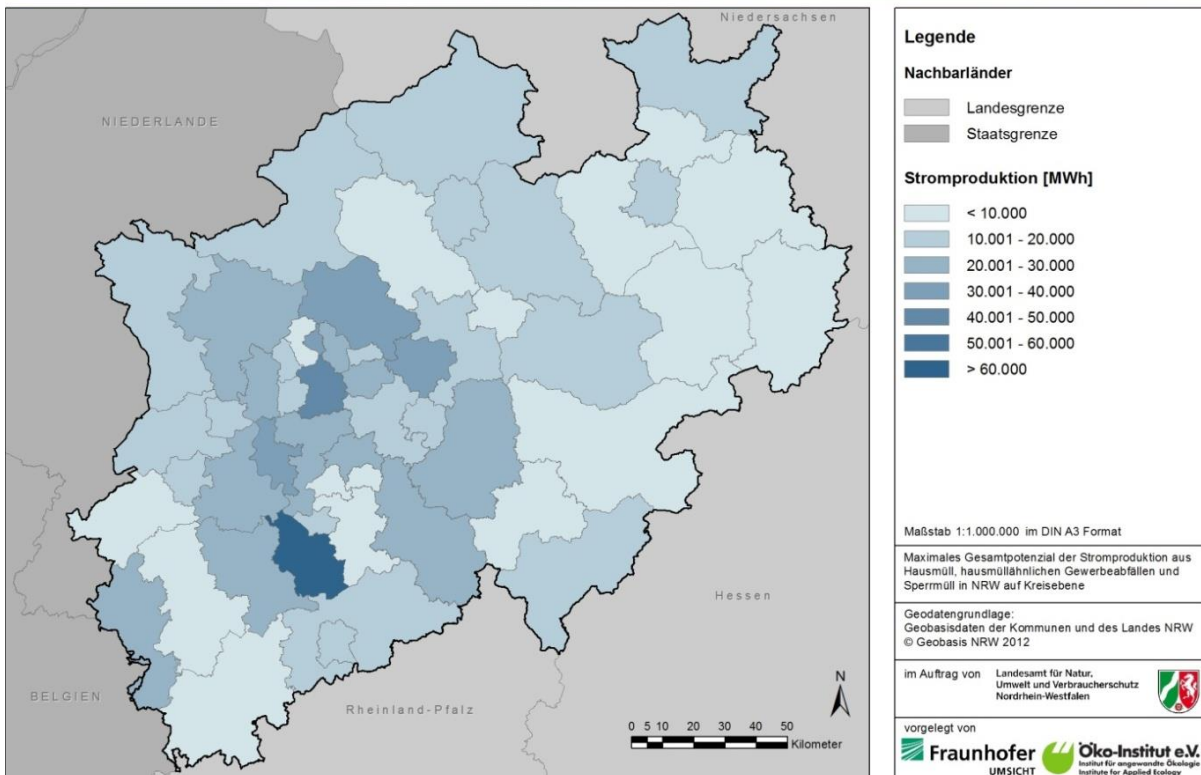 Niedersachsen
NIEDERLANDE
BELGIEN
Rheinland-Pfalz
Hessen
N
0 5 10 20 30 40 50
Kilometer
Legende
Nachbarländer
Landesgrenze
Staatsgrenze
Stromproduktion [MWh]
< 10.000
10.001 - 20.000
20.001 - 30.000
30.001 - 40.000
40.001 - 50.000
50.001 - 60.000
> 60.000
Maßstab 1:1.000.000 im DIN A3 Format
Maximales Gesamtpotenzial der Stromproduktion aus
Hausmüll, hausmüllähnlichen Gewerbeabfällen und
Sperrmüll in NRW auf Kreisebene
Geodatengrundlage:
Geobasisdaten der Kommunen und des Landes NRW
© Geobasis NRW 2012
im Auftrag von
Landesamt für Natur,
Umwelt und Verbraucherschutz
Nordrhein-Westfalen
vorgelegt von
Fraunhofer
UMSICHT
Öko-Institut e.V.
Institut für angewandte Ökologie
Institute for Applied Ecology